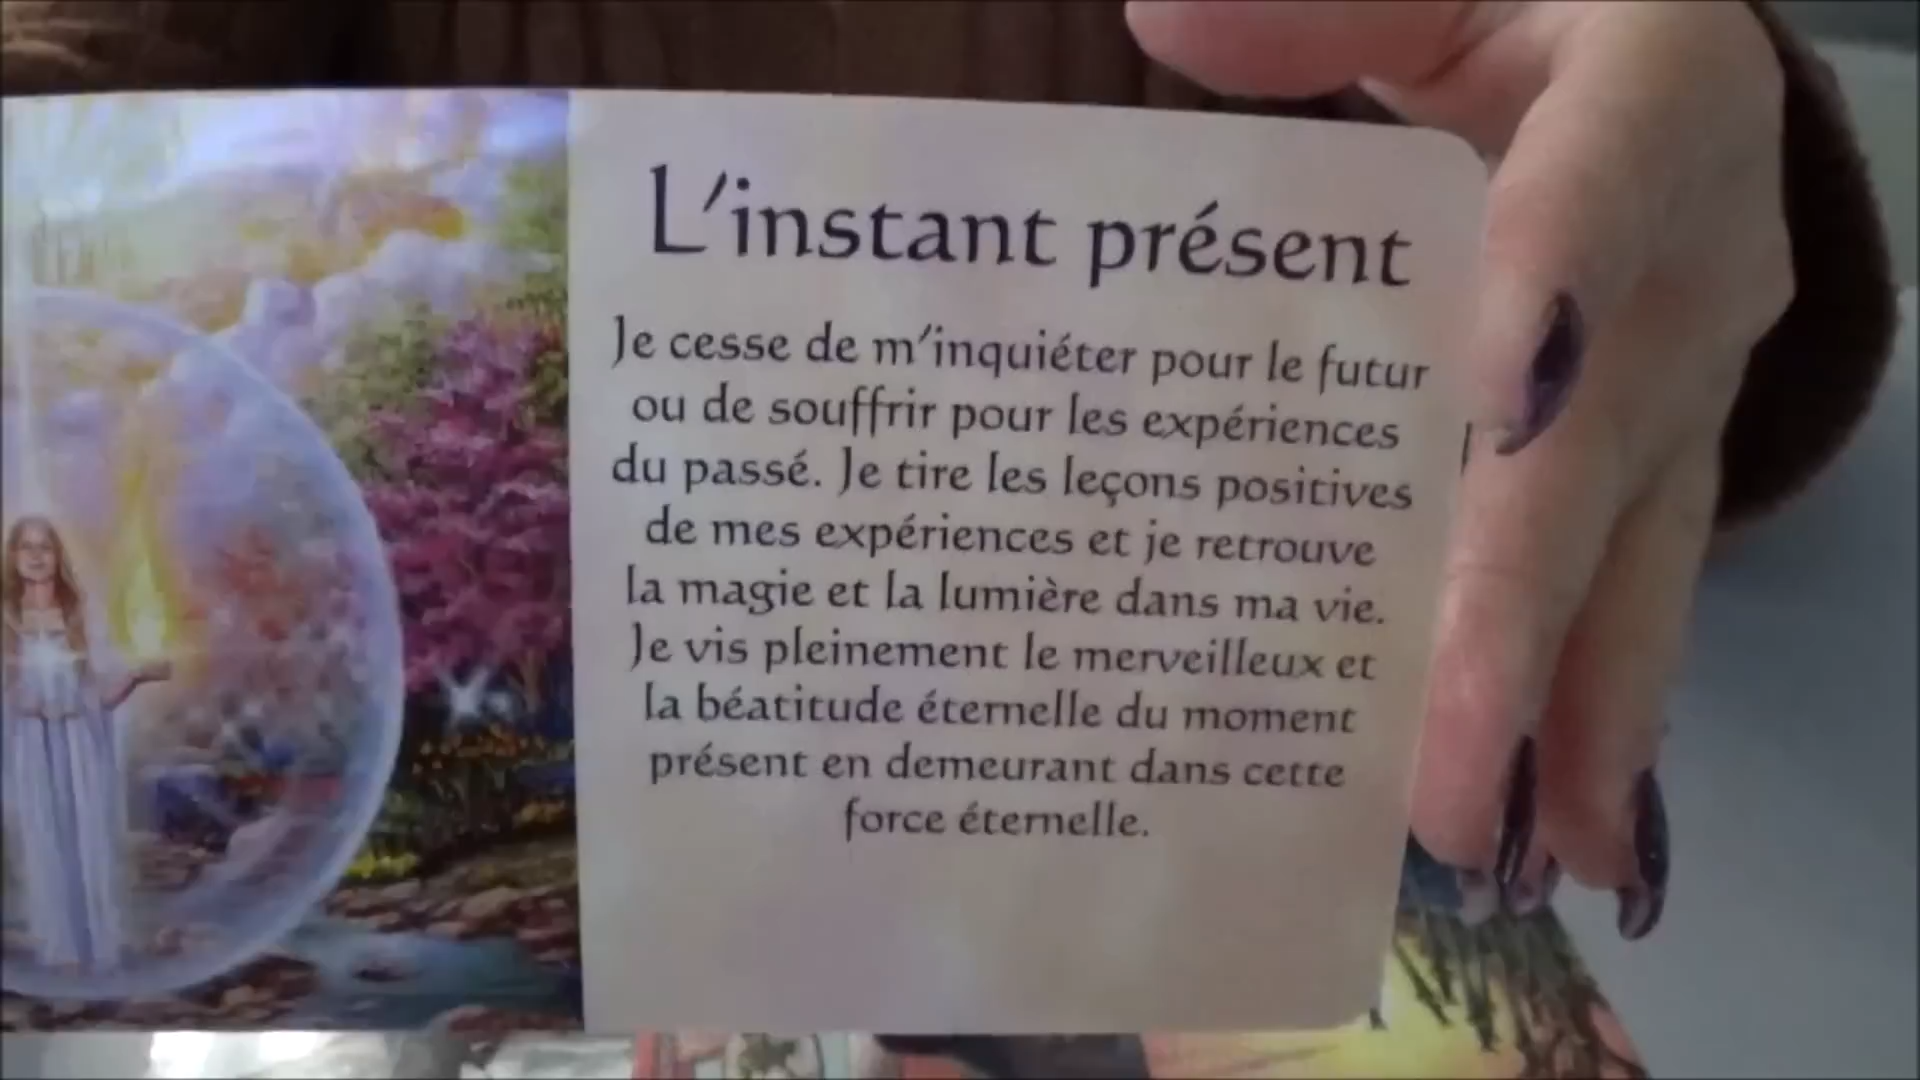 L'instant présent
Je cesse de m'inquiéter pour le futur
ou de souffrir pour les expériences
du passé. Je tire les leçons positives
de mes expériences et je retrouve
la magie et la lumière dans ma vie.
Je vis pleinement le merveilleux et
la béatitude éternelle du moment
présent en demeurant dans cette
force éternelle.